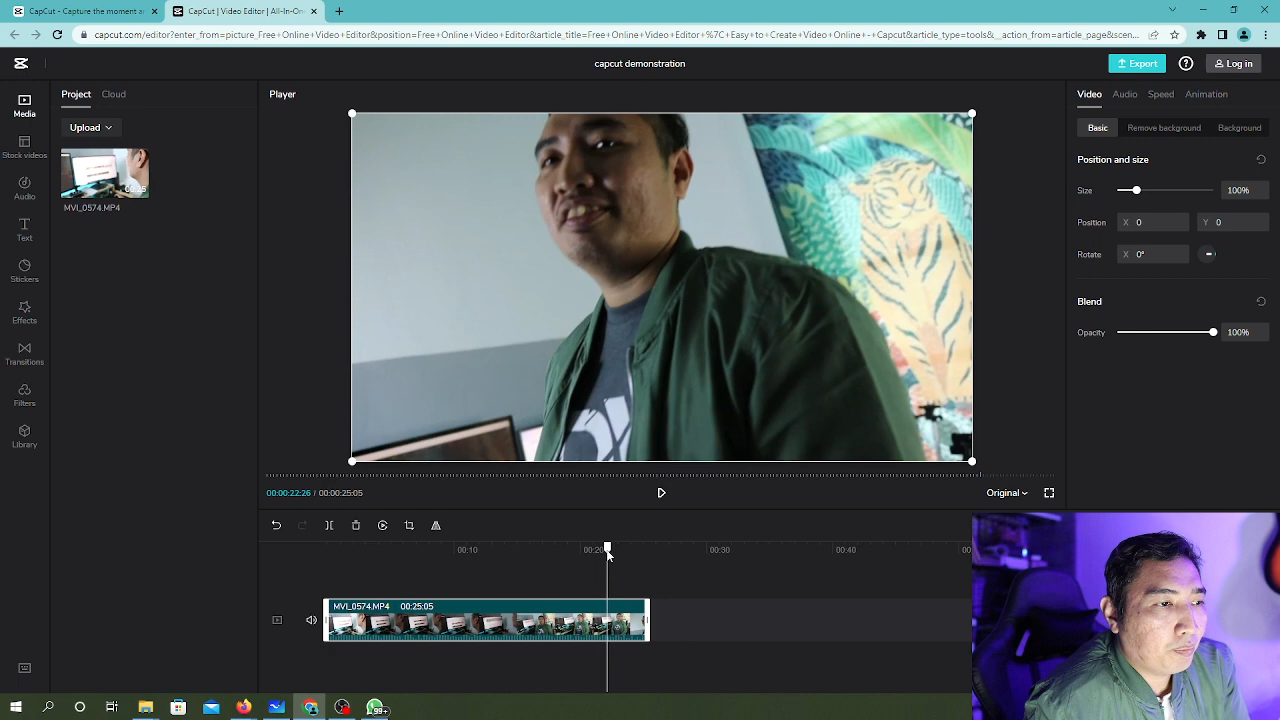 CapCut - Capture the moment a
CapCut | Video Editor | All-In-On
capcut.com/editor?enter_from=picture_Free+Online+Video+Editor&position=Free+Online+Video+Editor&article_title=Free+Online+Video+Editor+%7C+Easy+to+Create+Video+Online+-+Capcut&article_type=tools&__action_from=article_page&scen...
capcut demonstration
Export
Log in
Media
Stock videos
Audio
Text
Stickers
Effects
Transitions
Filters
Library
Project
Cloud
Upload
00:25
MVI_0574.MP4
Player
00:00:22:26 / 00:00:25:05
Original
Video
Audio
Speed
Animation
Basic
Remove background
Background
Position and size
Size
100%
Position
X 0
Y 0
Rotate
X 0°
Blend
Opacity
100%
00:10
00:20
00:30
00:40
00
MVI_0574.MP4 00:25:05
99+